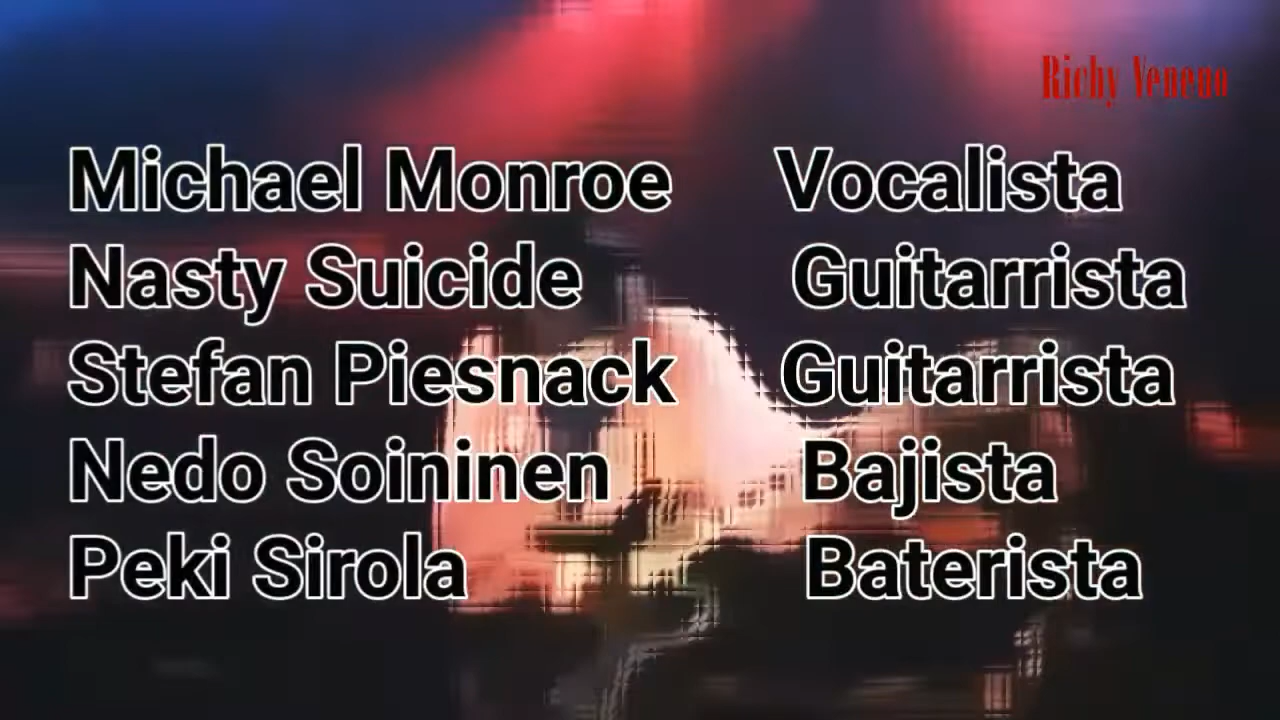 Richy Veneno
Michael Monroe Vocalista
Nasty Suicide Guitarrista
Stefan Piesnack Guitarrista
Nedo Soininen Bajista
Peki Sirola Baterista